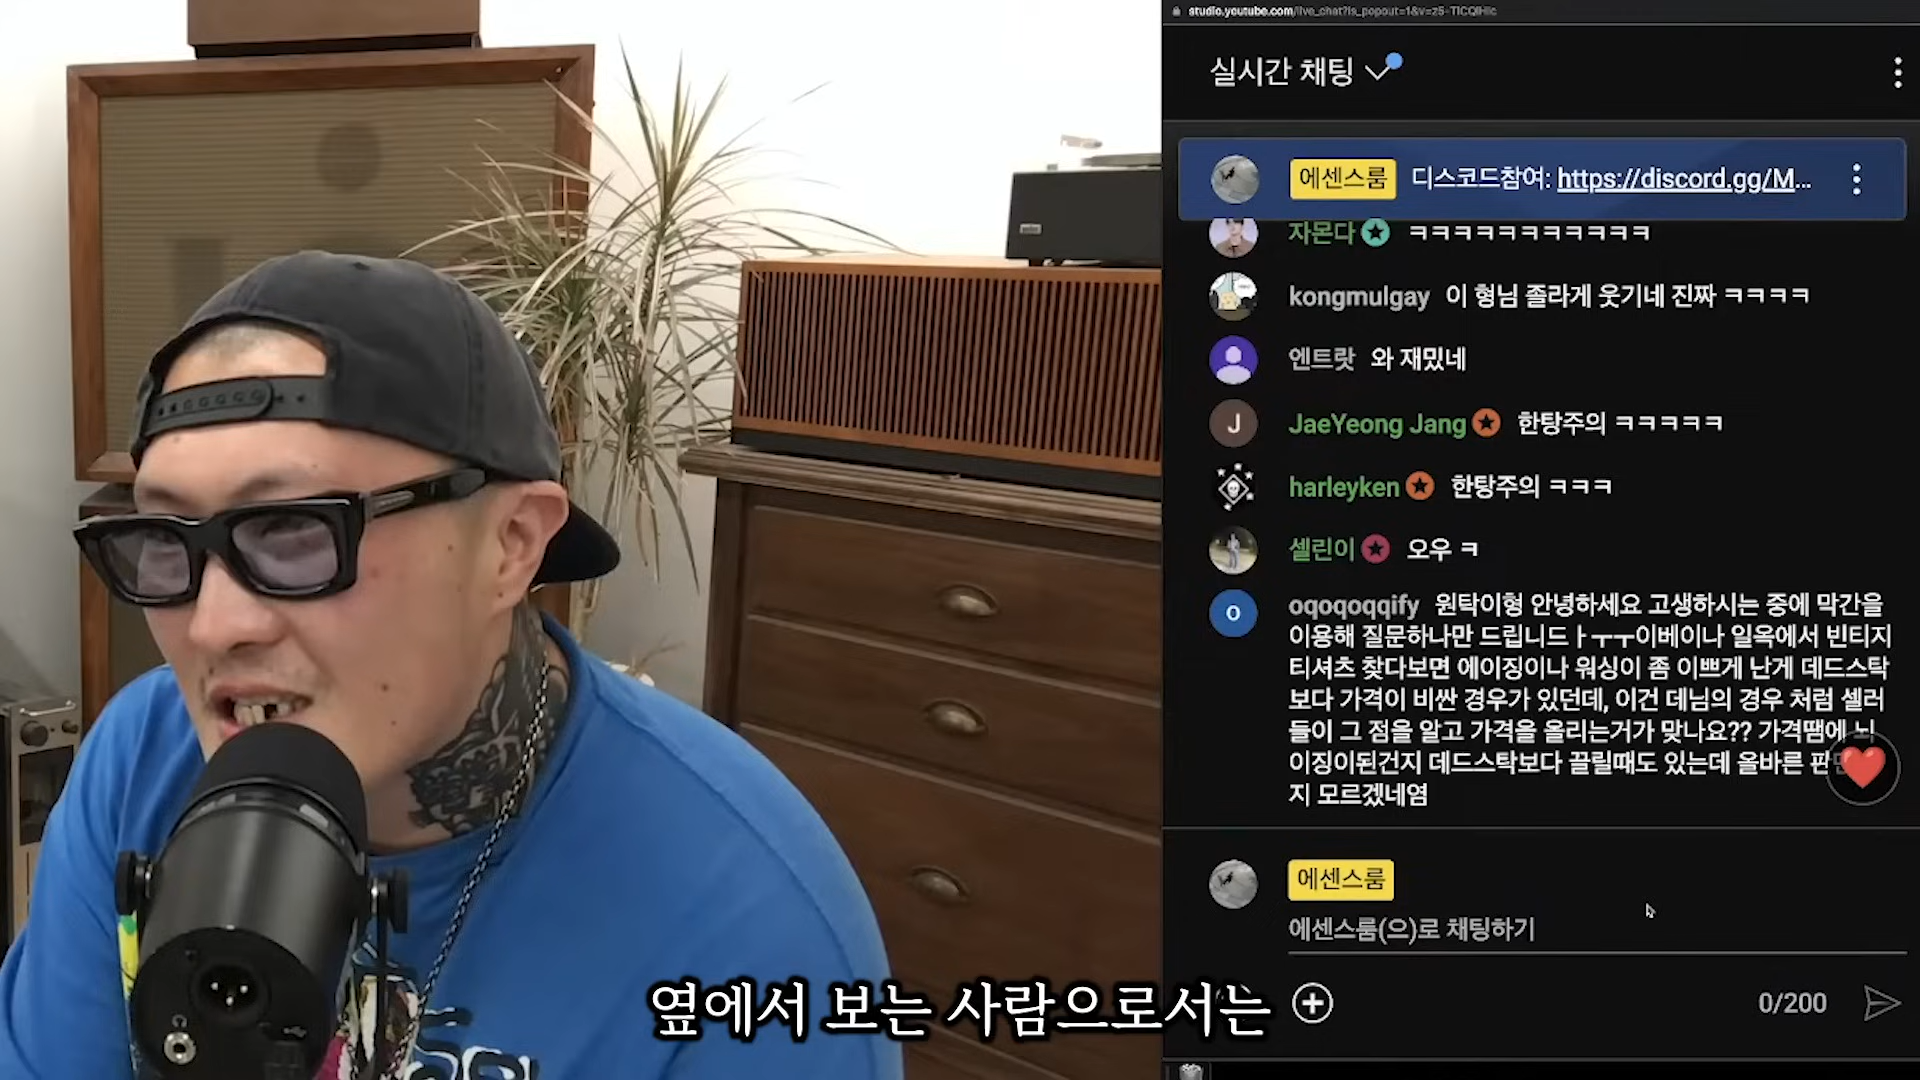 studio.youtube.com/live_chat?is_popout=1&v=z5-TICQIHIc
실시간 채팅
에센스룸 디스코드참여: https://discord.gg/M...
자몬다 ㅋㅋㅋㅋㅋㅋㅋㅋㅋㅋㅋ
kongmulgay 이 형님 졸라게 웃기네 진짜 ㅋㅋㅋㅋ
엔트랏 와 재밌네
J JaeYeong Jang 한탕주의 ㅋㅋㅋㅋㅋ
harleyken 한탕주의 ㅋㅋㅋ
셀린이 오우 ㅋ
o oqoqoqqify 원탁이형 안녕하세요 고생하시는 중에 막간을
이용해 질문하나만 드립니드ㅏㅜㅜ이베이나 일옥에서 빈티지
티셔츠 찾다보면 에이징이나 워싱이 좀 이쁘게 난게 데드스탁
보다 가격이 비싼 경우가 있던데, 이건 데님의 경우 처럼 셀러
들이 그 점을 알고 가격을 올리는거가 맞나요?? 가격땜에 뇌
이징이된건지 데드스탁보다 끌릴때도 있는데 올바른 판
지 모르겠네염
에센스룸
에센스룸(으)로 채팅하기
0/200
옆에서 보는 사람으로서는